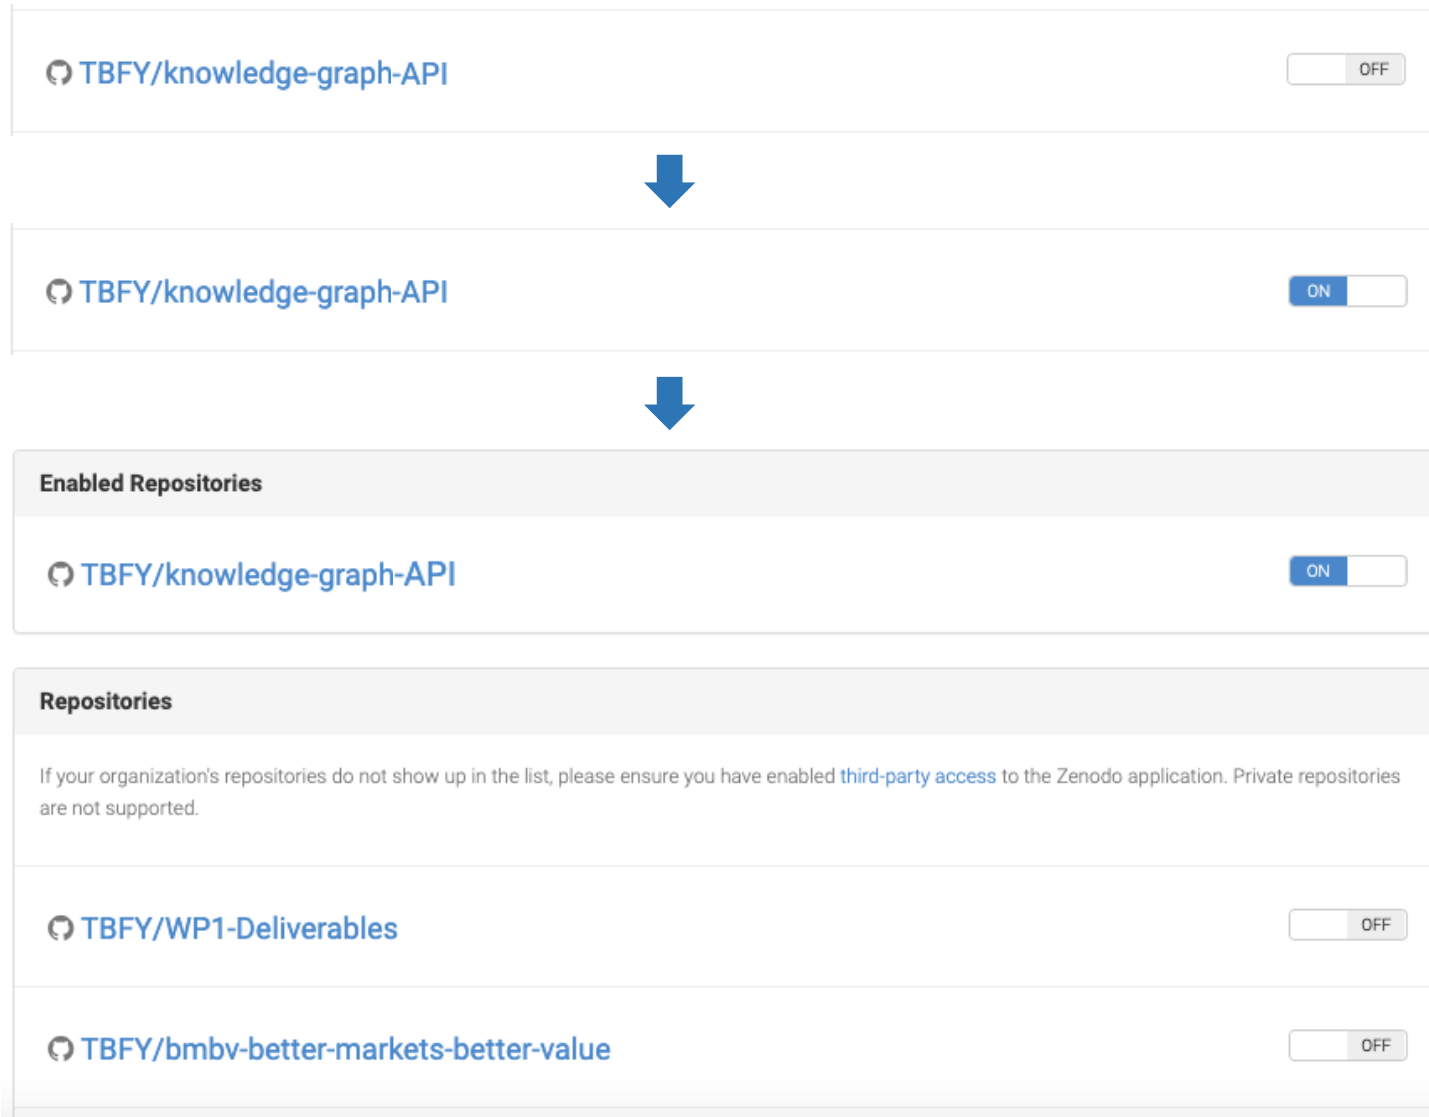 TBFY/knowledge-graph-API OFF
TBFY/knowledge-graph-API ON
Enabled Repositories
TBFY/knowledge-graph-API ON
Repositories
If your organization's repositories do not show up in the list, please ensure you have enabled third-party access to the Zenodo application. Private repositories
are not supported.
TBFY/WP1-Deliverables OFF
TBFY/bmbv-better-markets-better-value OFF